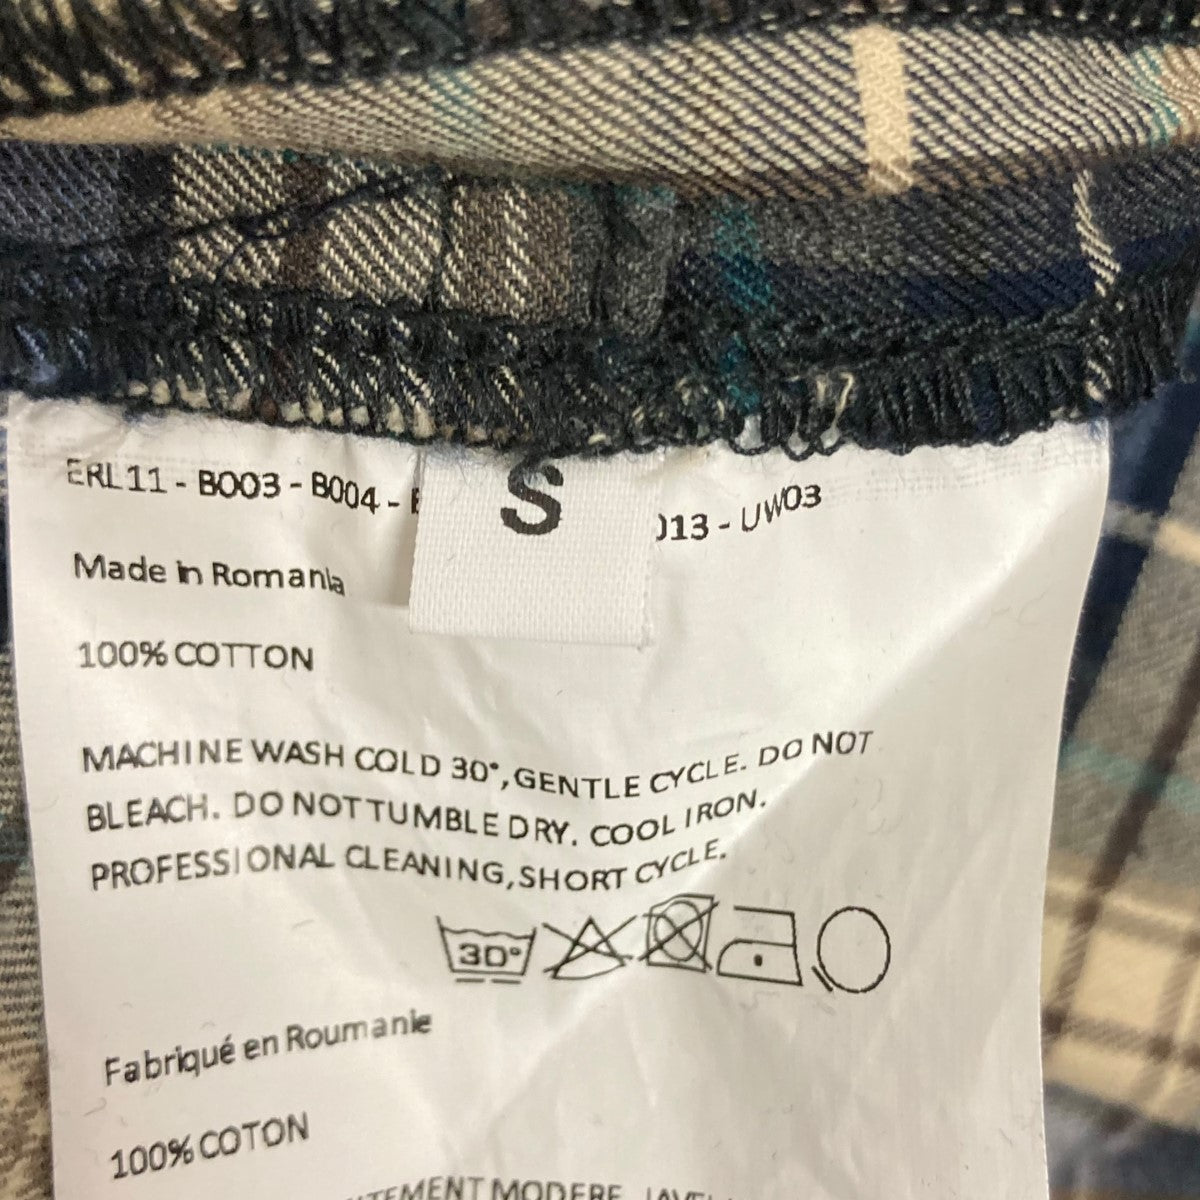 ERL11 - B003 - B004 -
S
013 - UW03
Made in Romania
100% COTTON
MACHINE WASH COLD 30°, GENTLE CYCLE. DO NOT
BLEACH. DO NOT TUMBLE DRY. COOL IRON.
PROFESSIONAL CLEANING, SHORT CYCLE.
30°
Fabriqué en Roumanie
100% COTON
MODERE